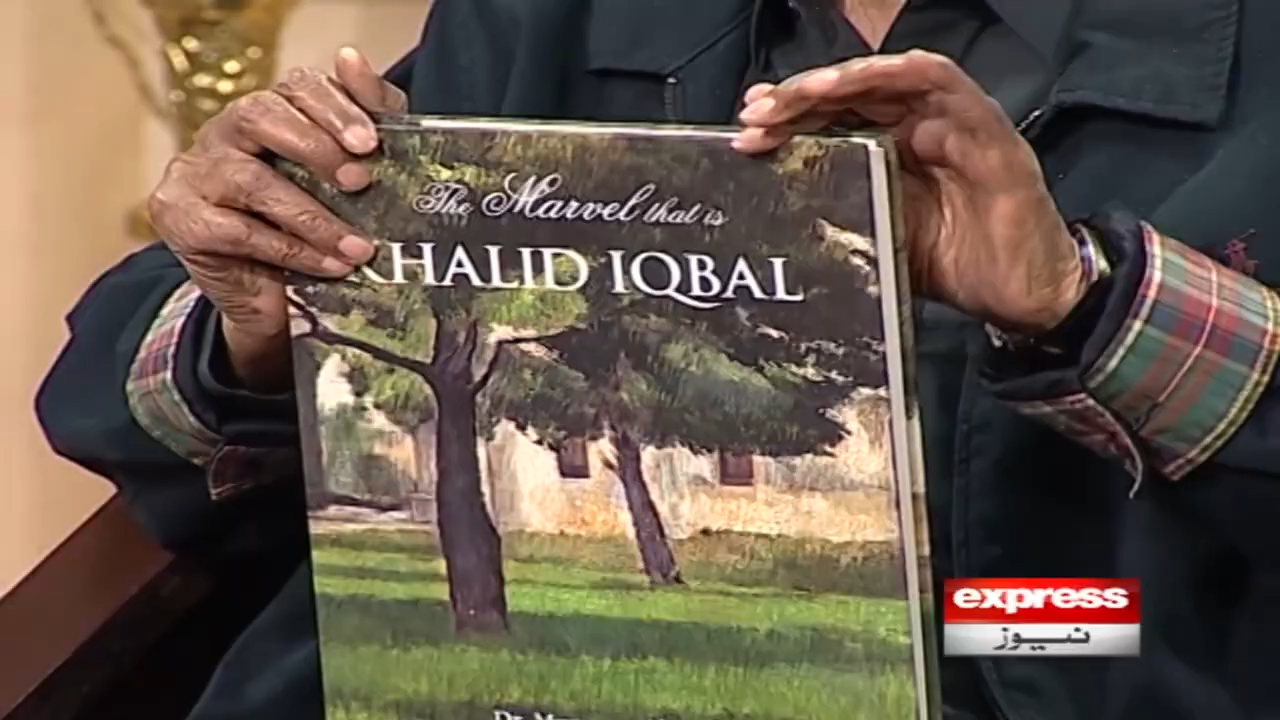 The Marvel that is
KHALID IQBAL
express
نیوز